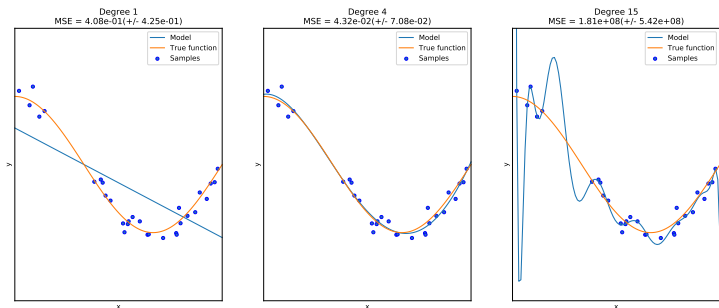 Degree 1
MSE = 4.08e-01(+/- 4.25e-01)
Model
True function
Samples
y
x
Degree 4
MSE = 4.32e-02(+/- 7.08e-02)
Model
True function
Samples
y
x
Degree 15
MSE = 1.81e+08(+/- 5.42e+08)
Model
True function
Samples
y
x